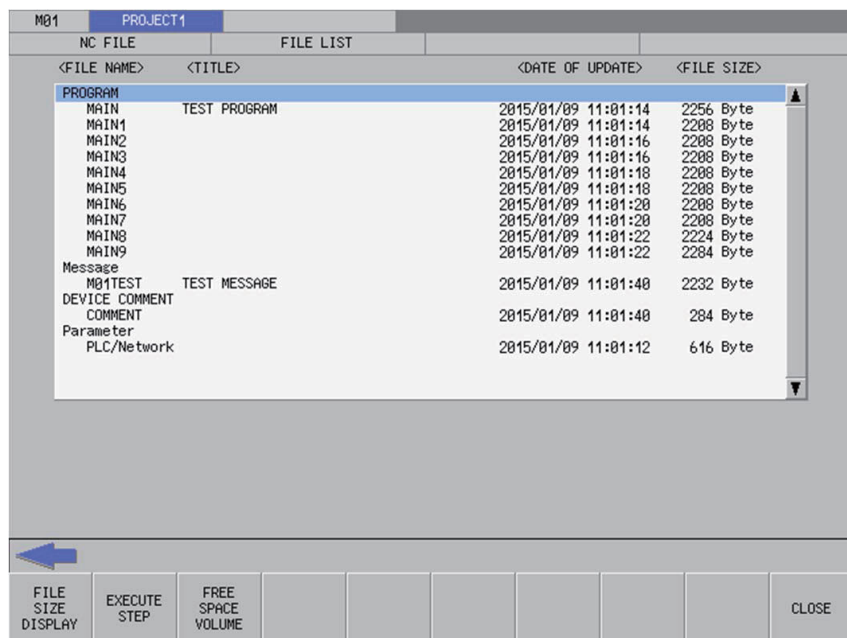 M01 PROJECT1
NC FILE FILE LIST
<FILE NAME> <TITLE> <DATE OF UPDATE> <FILE SIZE>
PROGRAM
MAIN TEST PROGRAM 2015/01/09 11:01:14 2256 Byte
MAIN1 2015/01/09 11:01:14 2208 Byte
MAIN2 2015/01/09 11:01:16 2208 Byte
MAIN3 2015/01/09 11:01:16 2208 Byte
MAIN4 2015/01/09 11:01:18 2208 Byte
MAIN5 2015/01/09 11:01:18 2208 Byte
MAIN6 2015/01/09 11:01:20 2208 Byte
MAIN7 2015/01/09 11:01:20 2208 Byte
MAIN8 2015/01/09 11:01:22 2224 Byte
MAIN9 2015/01/09 11:01:22 2284 Byte
Message
M01TEST TEST MESSAGE 2015/01/09 11:01:40 2232 Byte
DEVICE COMMENT
COMMENT 2015/01/09 11:01:40 284 Byte
Parameter
PLC/Network 2015/01/09 11:01:12 616 Byte
FILE SIZE DISPLAY
EXECUTE STEP
FREE SPACE VOLUME
CLOSE